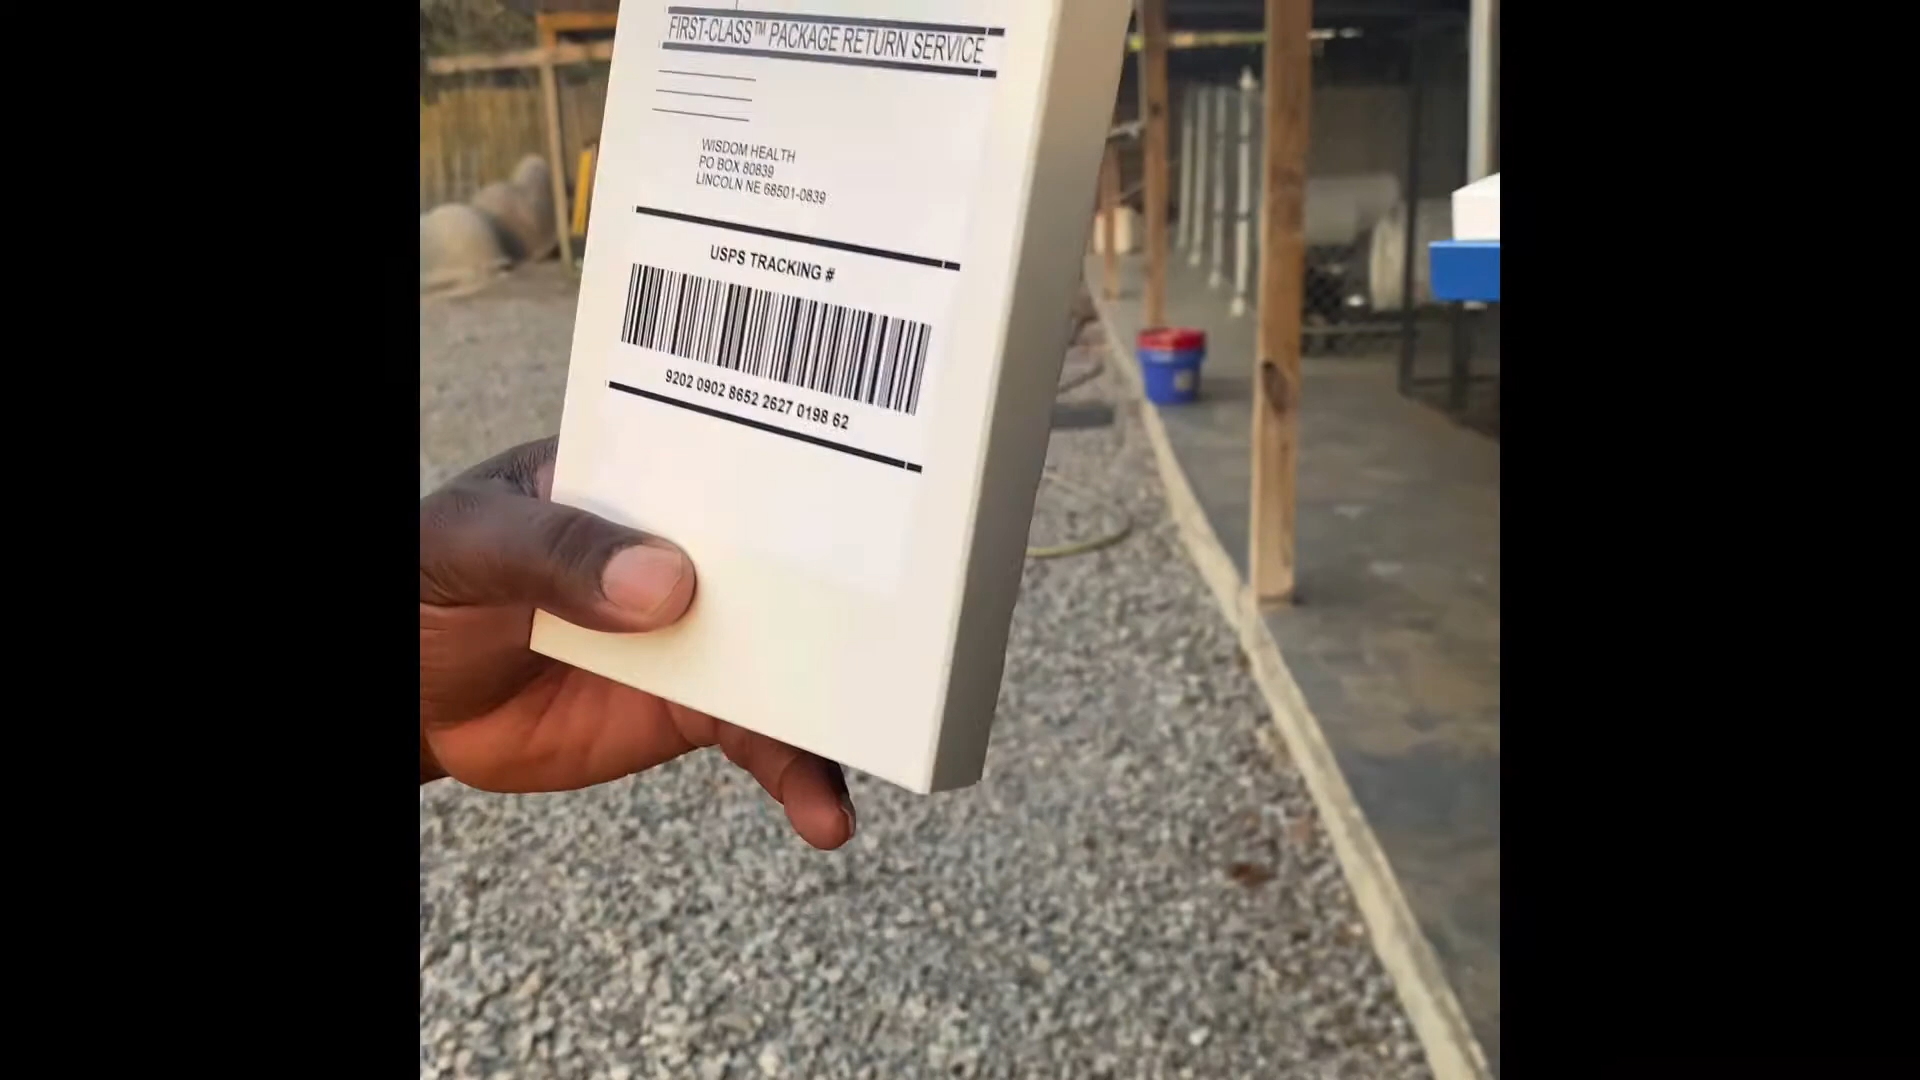 FIRST-CLASS™ PACKAGE RETURN SERVICE
WISDOM HEALTH
PO BOX 80839
LINCOLN NE 68501-0839
USPS TRACKING #
9202 0902 8652 2627 0198 62